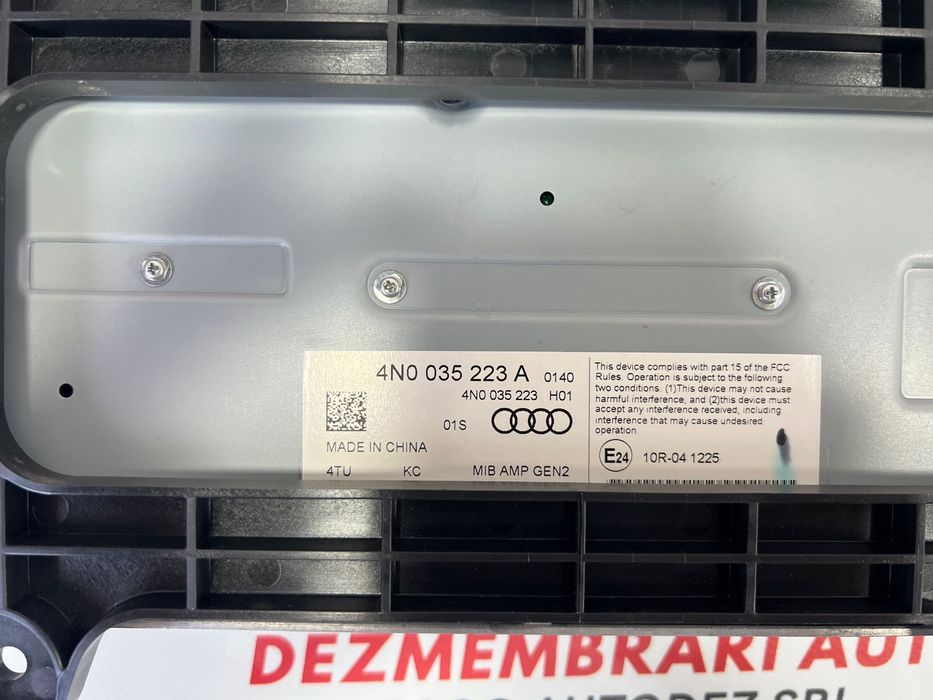 4N0 035 223 A 0140
4N0 035 223 H01
01S
MADE IN CHINA
4TU KC MIB AMP GEN2
This device complies with part 15 of the FCC
Rules. Operation is subject to the following
two conditions. (1)This device may not cause
harmful interference, and (2)this device must
accept any interference received, including
interference that may cause undesired
operation.
E24 10R-04 1225
DEZMEMBRARI AUT
AUTODEZ SRL